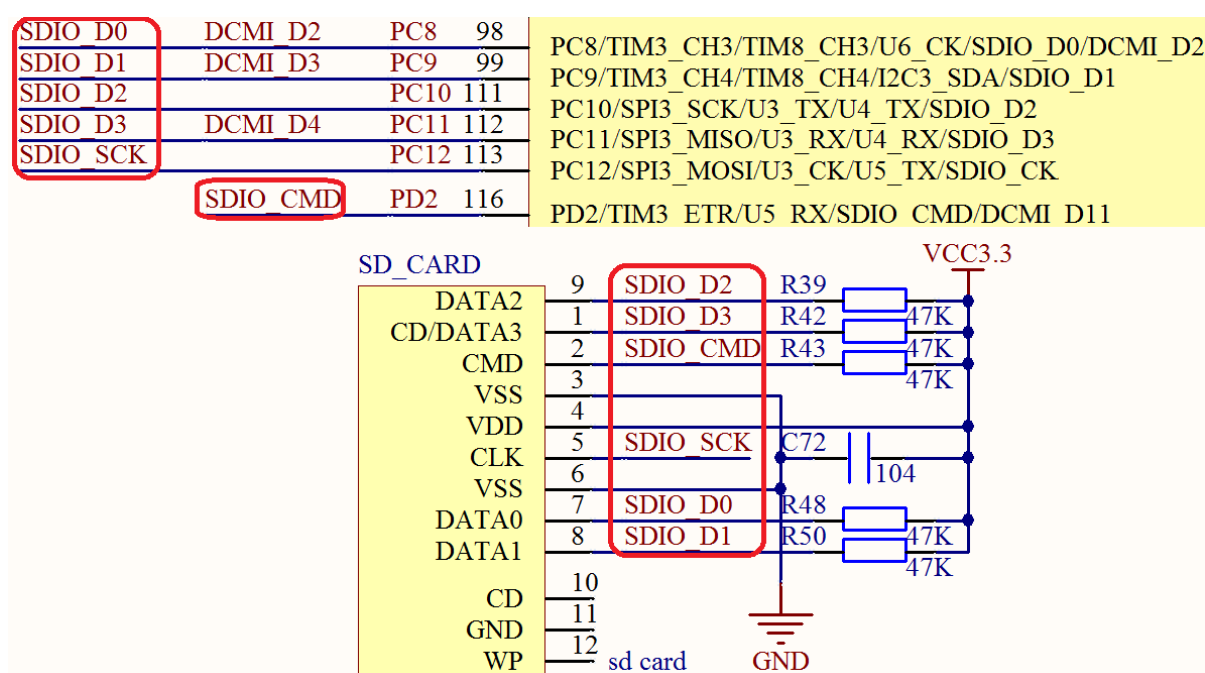 SDIO_D0 DCMI_D2 PC8 98 PC8/TIM3_CH3/TIM8_CH3/U6_CK/SDIO_D0/DCMI_D2
SDIO_D1 DCMI_D3 PC9 99 PC9/TIM3_CH4/TIM8_CH4/I2C3_SDA/SDIO_D1
SDIO_D2 PC10 111 PC10/SPI3_SCK/U3_TX/U4_TX/SDIO_D2
SDIO_D3 DCMI_D4 PC11 112 PC11/SPI3_MISO/U3_RX/U4_RX/SDIO_D3
SDIO_SCK PC12 113 PC12/SPI3_MOSI/U3_CK/U5_TX/SDIO_CK
SDIO_CMD PD2 116 PD2/TIM3_ETR/U5_RX/SDIO_CMD/DCMI_D11
SD_CARD VCC3.3
DATA2 9 SDIO_D2 R39 47K
CD/DATA3 1 SDIO_D3 R42 47K
CMD 2 SDIO_CMD R43 47K
VSS 3
VDD 4
CLK 5 SDIO_SCK C72 104
VSS 6
DATA0 7 SDIO_D0 R48 47K
DATA1 8 SDIO_D1 R50 47K
CD 10
GND 11
WP 12 sd card GND